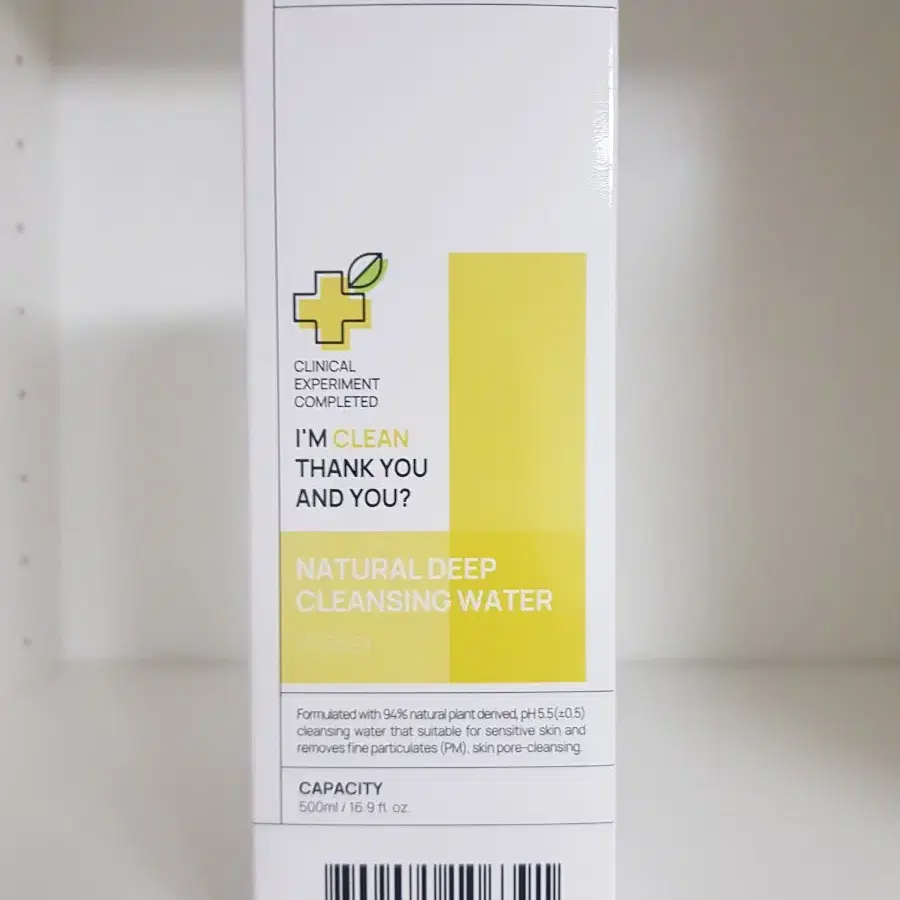 CLINICAL
EXPERIMENT
COMPLETED
I'M CLEAN
THANK YOU
AND YOU?
NATURAL DEEP
CLEANSING WATER
Formulated with 94% natural plant derived, pH 5.5(±0.5)
cleansing water that suitable for sensitive skin and
removes fine particulates (PM), skin pore-cleansing.
CAPACITY
500ml / 16.9 fl. oz.